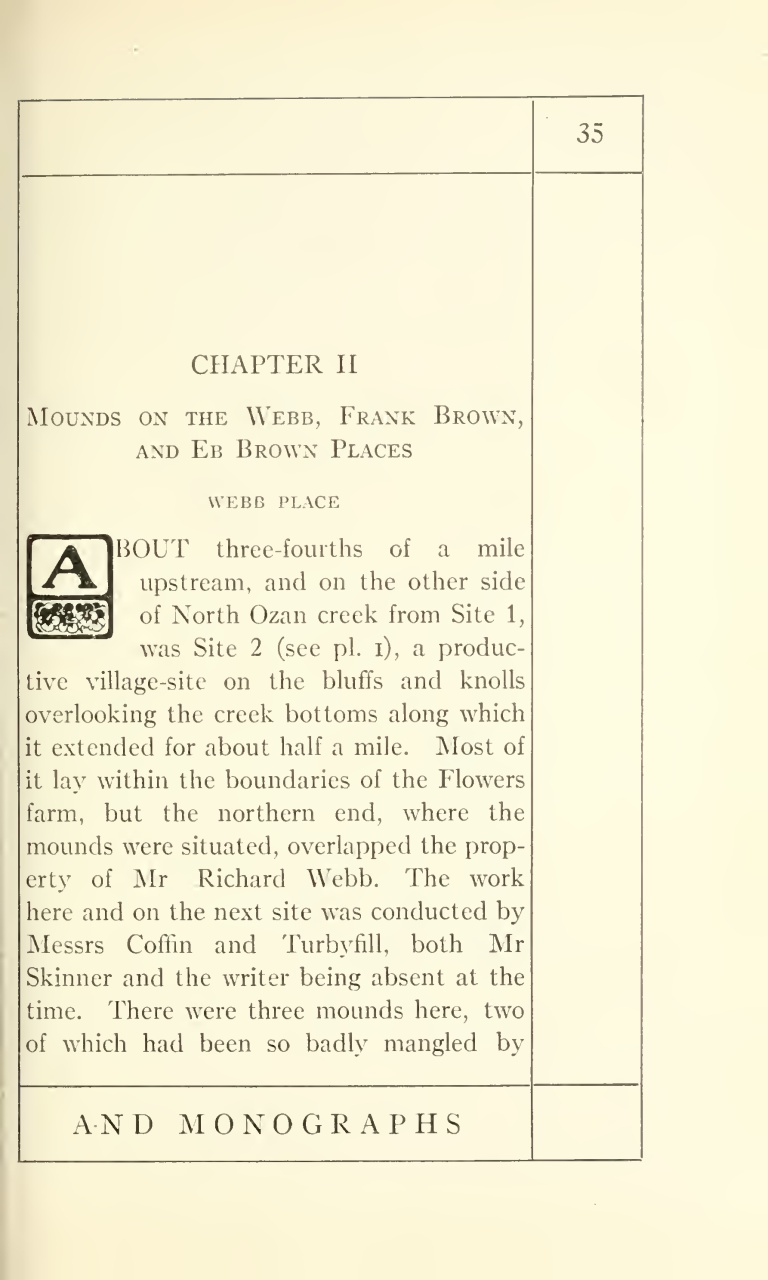 35
CHAPTER II
Mounds on the Webb, Frank Brown,
and Eb Brown Places
WEBB PLACE
ABOUT three-fourths of a mile
upstream, and on the other side
of North Ozan creek from Site 1,
was Site 2 (see pl. I), a produc-
tive village-site on the bluffs and knolls
overlooking the creek bottoms along which
it extended for about half a mile. Most of
it lay within the boundaries of the Flowers
farm, but the northern end, where the
mounds were situated, overlapped the prop-
erty of Mr Richard Webb. The work
here and on the next site was conducted by
Messrs Coffin and Turbyfill, both Mr
Skinner and the writer being absent at the
time. There were three mounds here, two
of which had been so badly mangled by
AND MONOGRAPHS